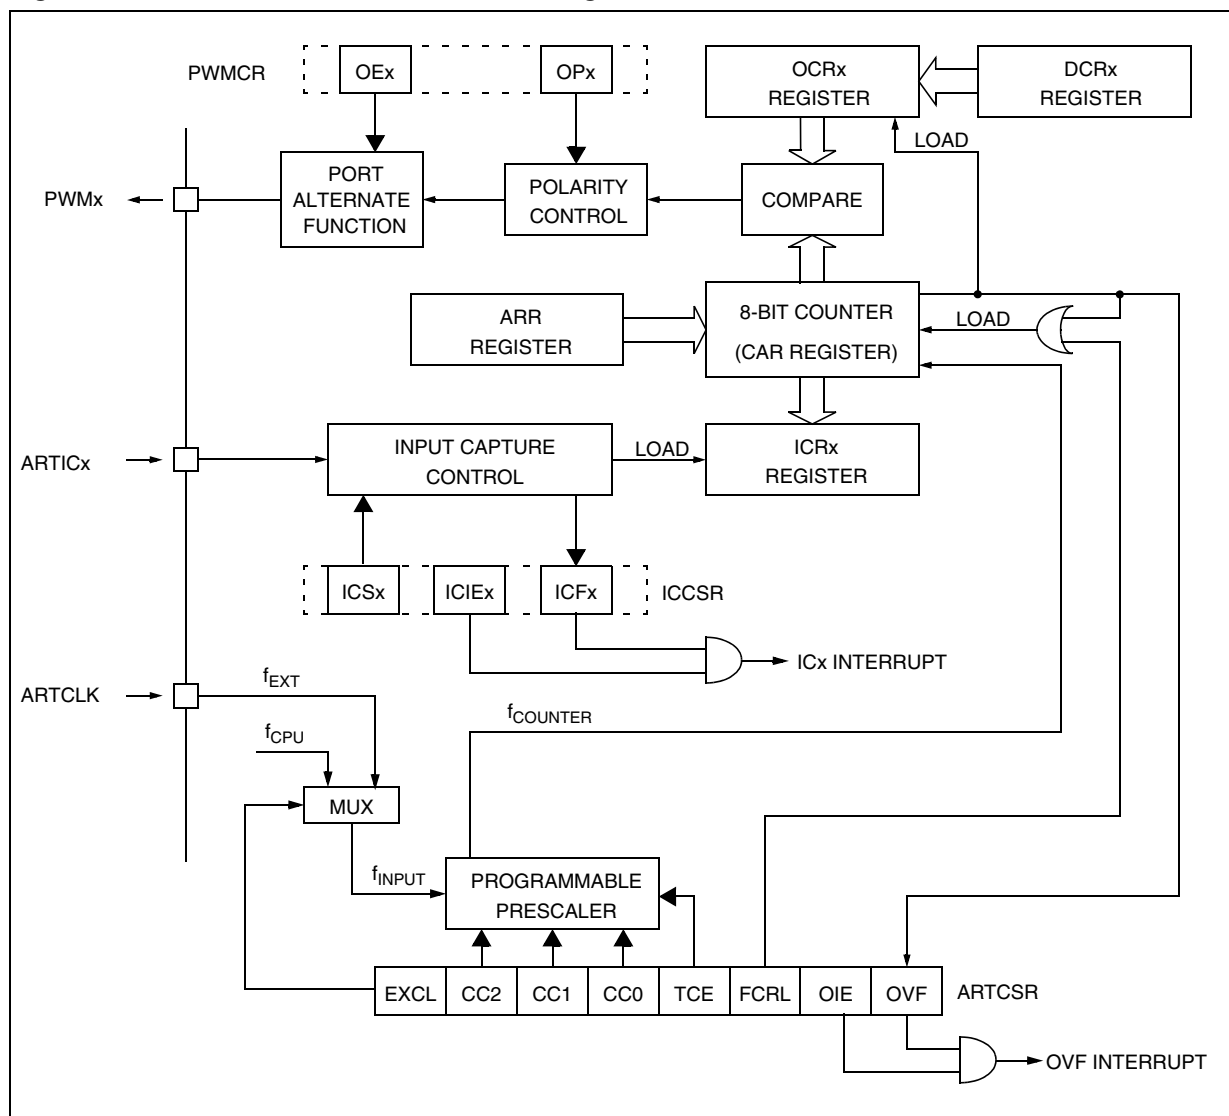 PWMCR
OEx
OPx
OCRx
REGISTER
DCRx
REGISTER
LOAD
PWMx
PORT
ALTERNATE
FUNCTION
POLARITY
CONTROL
COMPARE
ARR
REGISTER
8-BIT COUNTER
(CAR REGISTER)
LOAD
ARTICx
INPUT CAPTURE
CONTROL
LOAD
ICRx
REGISTER
ICSx
ICIEx
ICFx
ICCSR
ICx INTERRUPT
ARTCLK
fEXT
fCPU
fCOUNTER
MUX
fINPUT
PROGRAMMABLE
PRESCALER
EXCL
CC2
CC1
CC0
TCE
FCRL
OIE
OVF
ARTCSR
OVF INTERRUPT